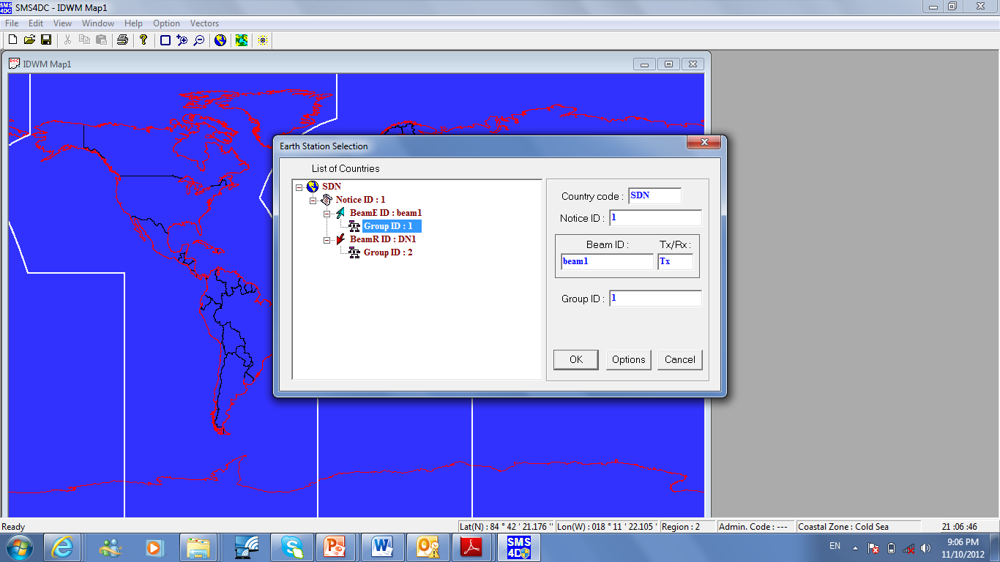 SMS4DC - IDWM Map1
File Edit View Window Help Option Vectors
IDWM Map1
Earth Station Selection
List of Countries
SDN
Notice ID : 1
BeamE ID : beam1
Group ID : 1
BeamR ID : DN1
Group ID : 2
Country code : SDN
Notice ID : 1
Beam ID : Tx/Rx :
beam1 Tx
Group ID : 1
OK Options Cancel
Ready Lat(N) : 84 ° 42 ' 21.176 '' Lon(W) : 018 ° 11 ' 22.105 ' Region : 2 Admin. Code : --- Coastal Zone : Cold Sea 21 :06 :46
SMS
4DC
EN 9:06 PM
11/10/2012